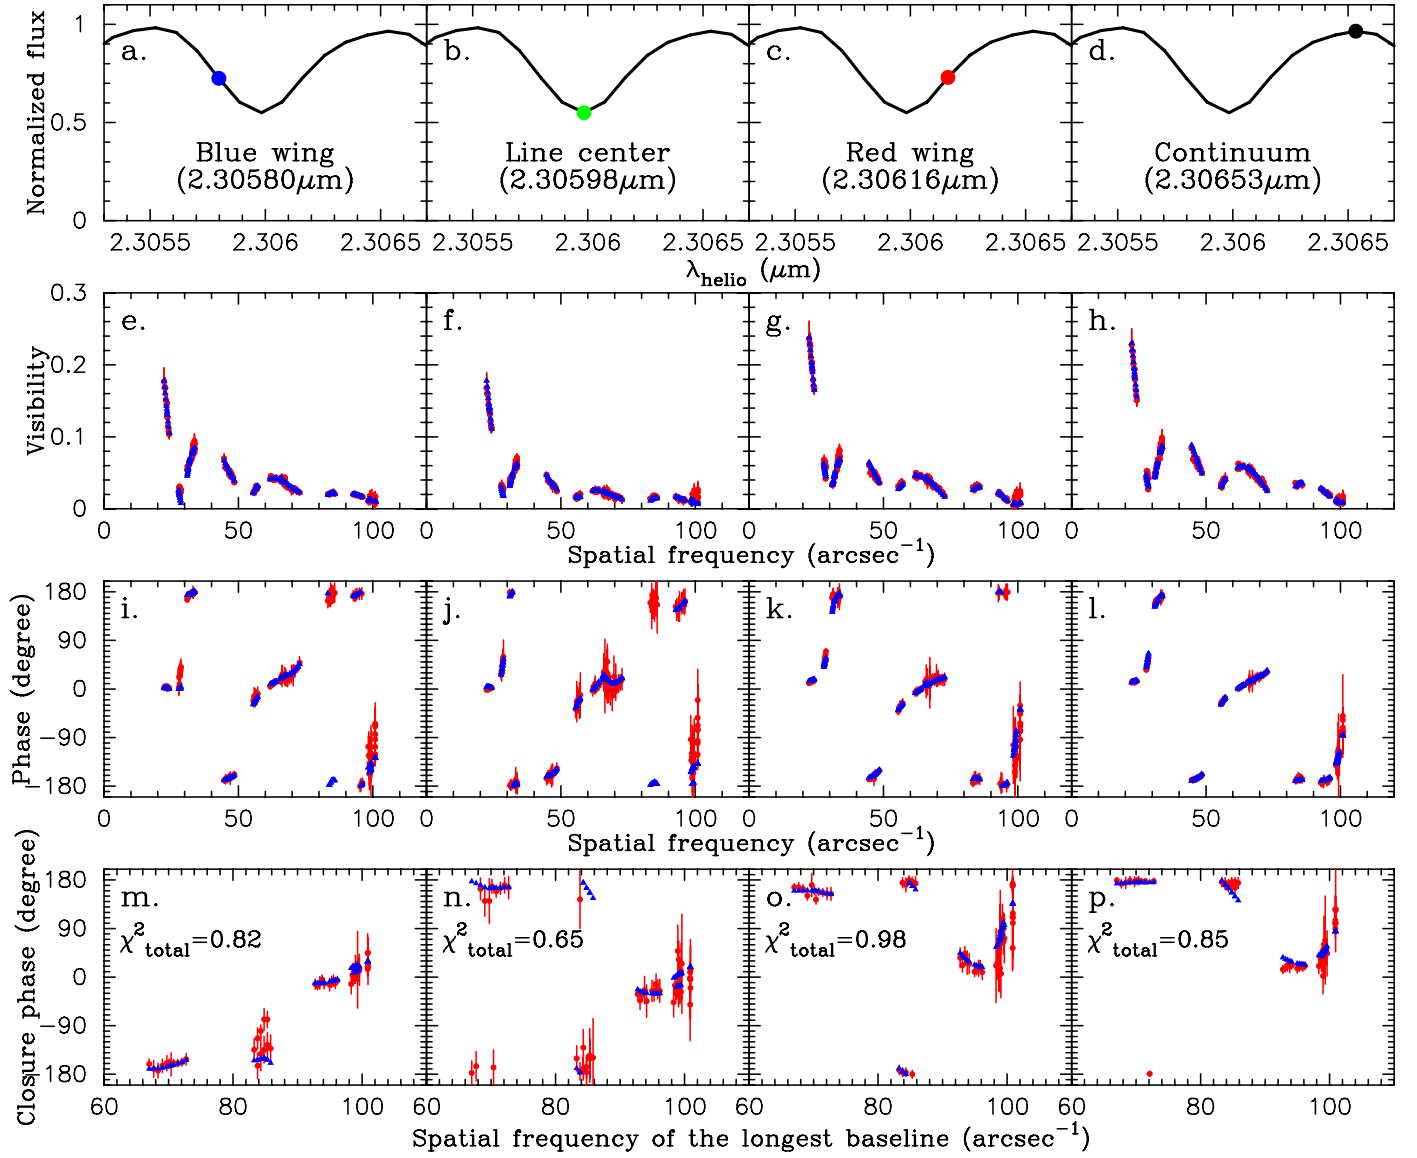 1
0.5
0
Normalized flux
a.
b.
c.
d.
Blue wing
(2.30580μm)
Line center
(2.30598μm)
Red wing
(2.30616μm)
Continuum
(2.30653μm)
2.3055 2.306 2.3065 2.3055 2.306 2.3065 2.3055 2.306 2.3065 2.3055 2.306 2.3065
λhelio (μm)
0.3
0.2
0.1
0
Visibility
e.
f.
g.
h.
0 50 100 0 50 100 0 50 100 0 50 100
Spatial frequency (arcsec⁻¹)
180
90
0
−90
−180
Phase (degree)
i.
j.
k.
l.
0 50 100 0 50 100 0 50 100 0 50 100
Spatial frequency (arcsec⁻¹)
180
90
0
−90
−180
Closure phase (degree)
m.
n.
o.
p.
χ²total=0.82
χ²total=0.65
χ²total=0.98
χ²total=0.85
60 80 100 60 80 100 60 80 100 60 80 100
Spatial frequency of the longest baseline (arcsec⁻¹)